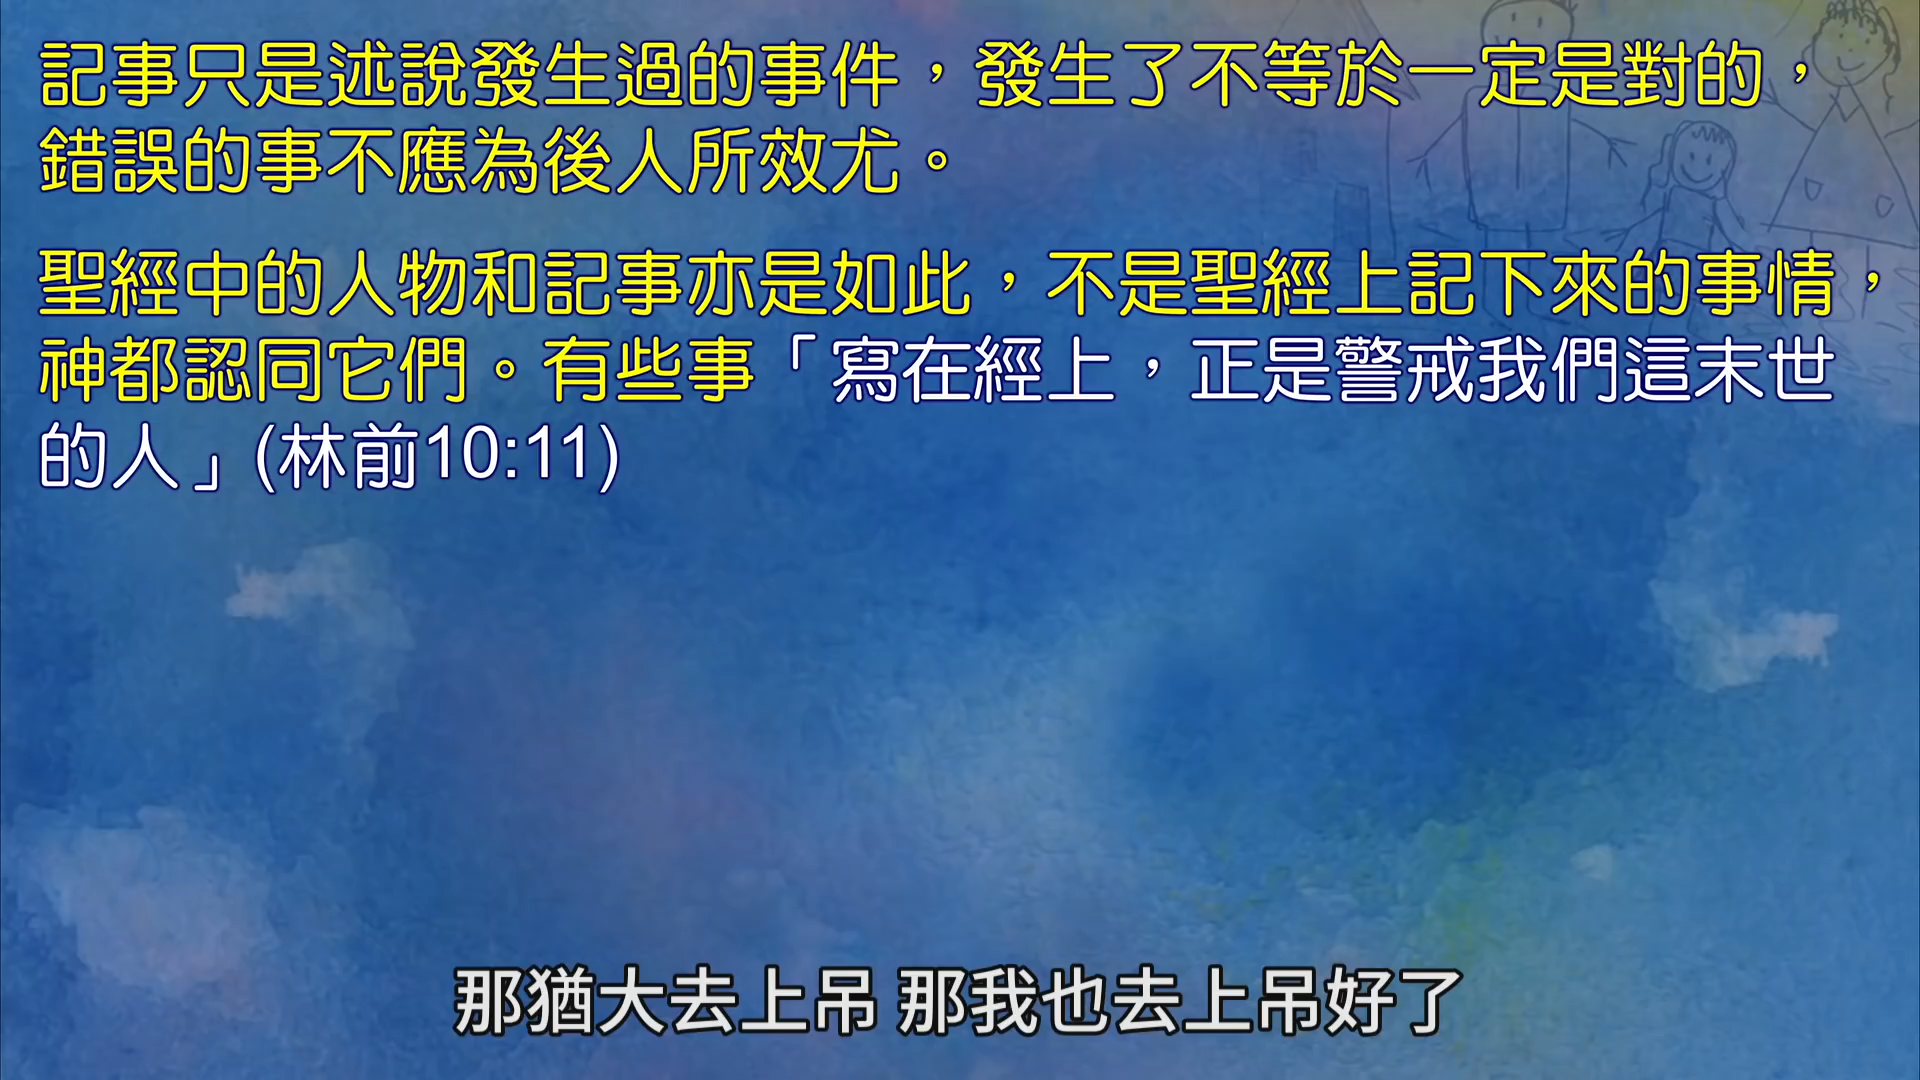 記事只是述說發生過的事件，發生了不等於一定是對的，
錯誤的事不應為後人所效尤。
聖經中的人物和記事亦是如此，不是聖經上記下來的事情，
神都認同它們。有些事「寫在經上，正是警戒我們這末世
的人」(林前10:11)
那猶大去上吊 那我也去上吊好了